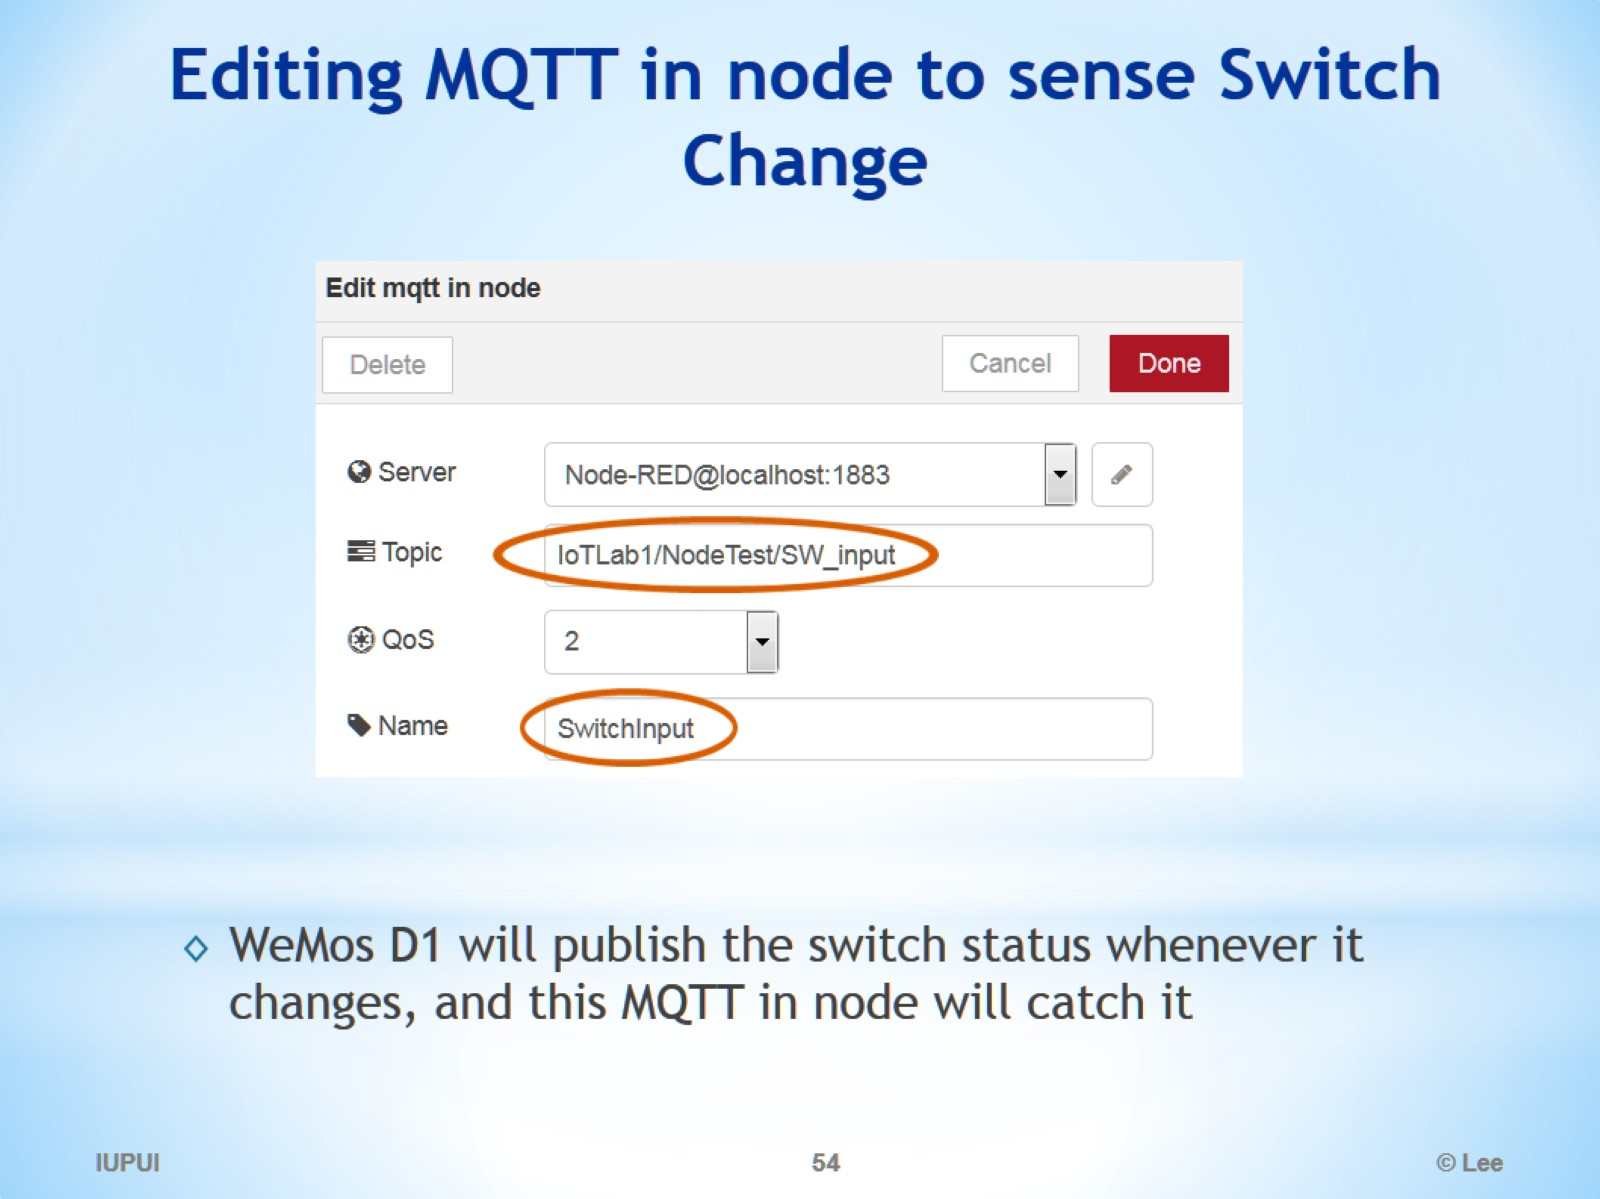 Editing MQTT in node to sense Switch
Change
Edit mqtt in node
Delete
Cancel
Done
Server
Node-RED@localhost:1883
Topic
IoTLab1/NodeTest/SW_input
QoS
2
Name
SwitchInput
WeMos D1 will publish the switch status whenever it
changes, and this MQTT in node will catch it
IUPUI
54
© Lee